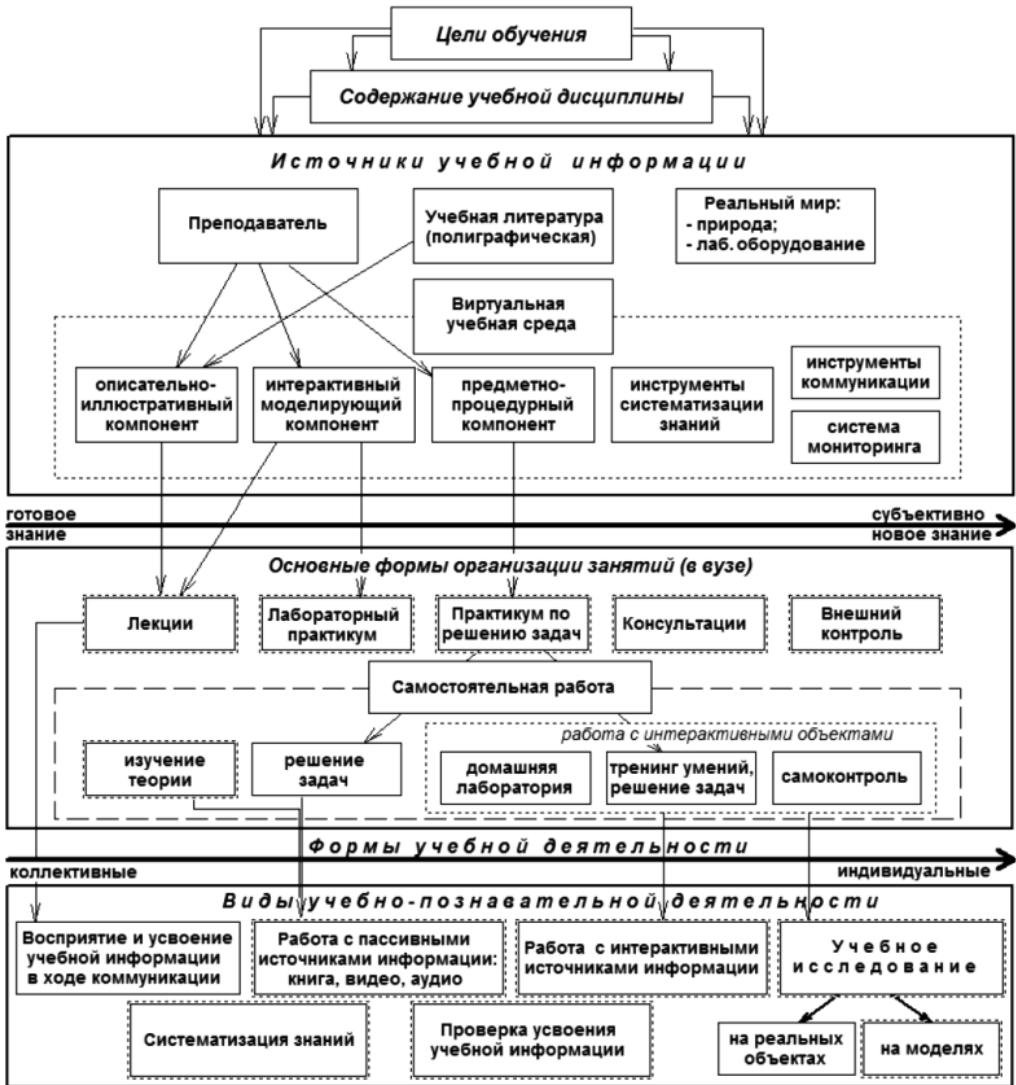 Цели обучения
Содержание учебной дисциплины
Источники учебной информации
Преподаватель
Учебная литература
(полиграфическая)
Реальный мир:
- природа;
- лаб. оборудование
Виртуальная
учебная среда
описательно-
иллюстративный
компонент
интерактивный
моделирующий
компонент
предметно-
процедурный
компонент
инструменты
систематизации
знаний
инструменты
коммуникации
система
мониторинга
готовое
знание
субъективно
новое знание
Основные формы организации занятий (в вузе)
Лекции
Лабораторный
практикум
Практикум по
решению задач
Консультации
Внешний
контроль
Самостоятельная работа
изучение
теории
решение
задач
работа с интерактивными объектами
домашняя
лаборатория
тренинг умений,
решение задач
самоконтроль
Формы учебной деятельности
коллективные
индивидуальные
Виды учебно-познавательной деятельности
Восприятие и усвоение
учебной информации
в ходе коммуникации
Работа с пассивными
источниками информации:
книга, видео, аудио
Работа с интерактивными
источниками информации
Учебное
исследование
Систематизация знаний
Проверка усвоения
учебной информации
на реальных
объектах
на моделях